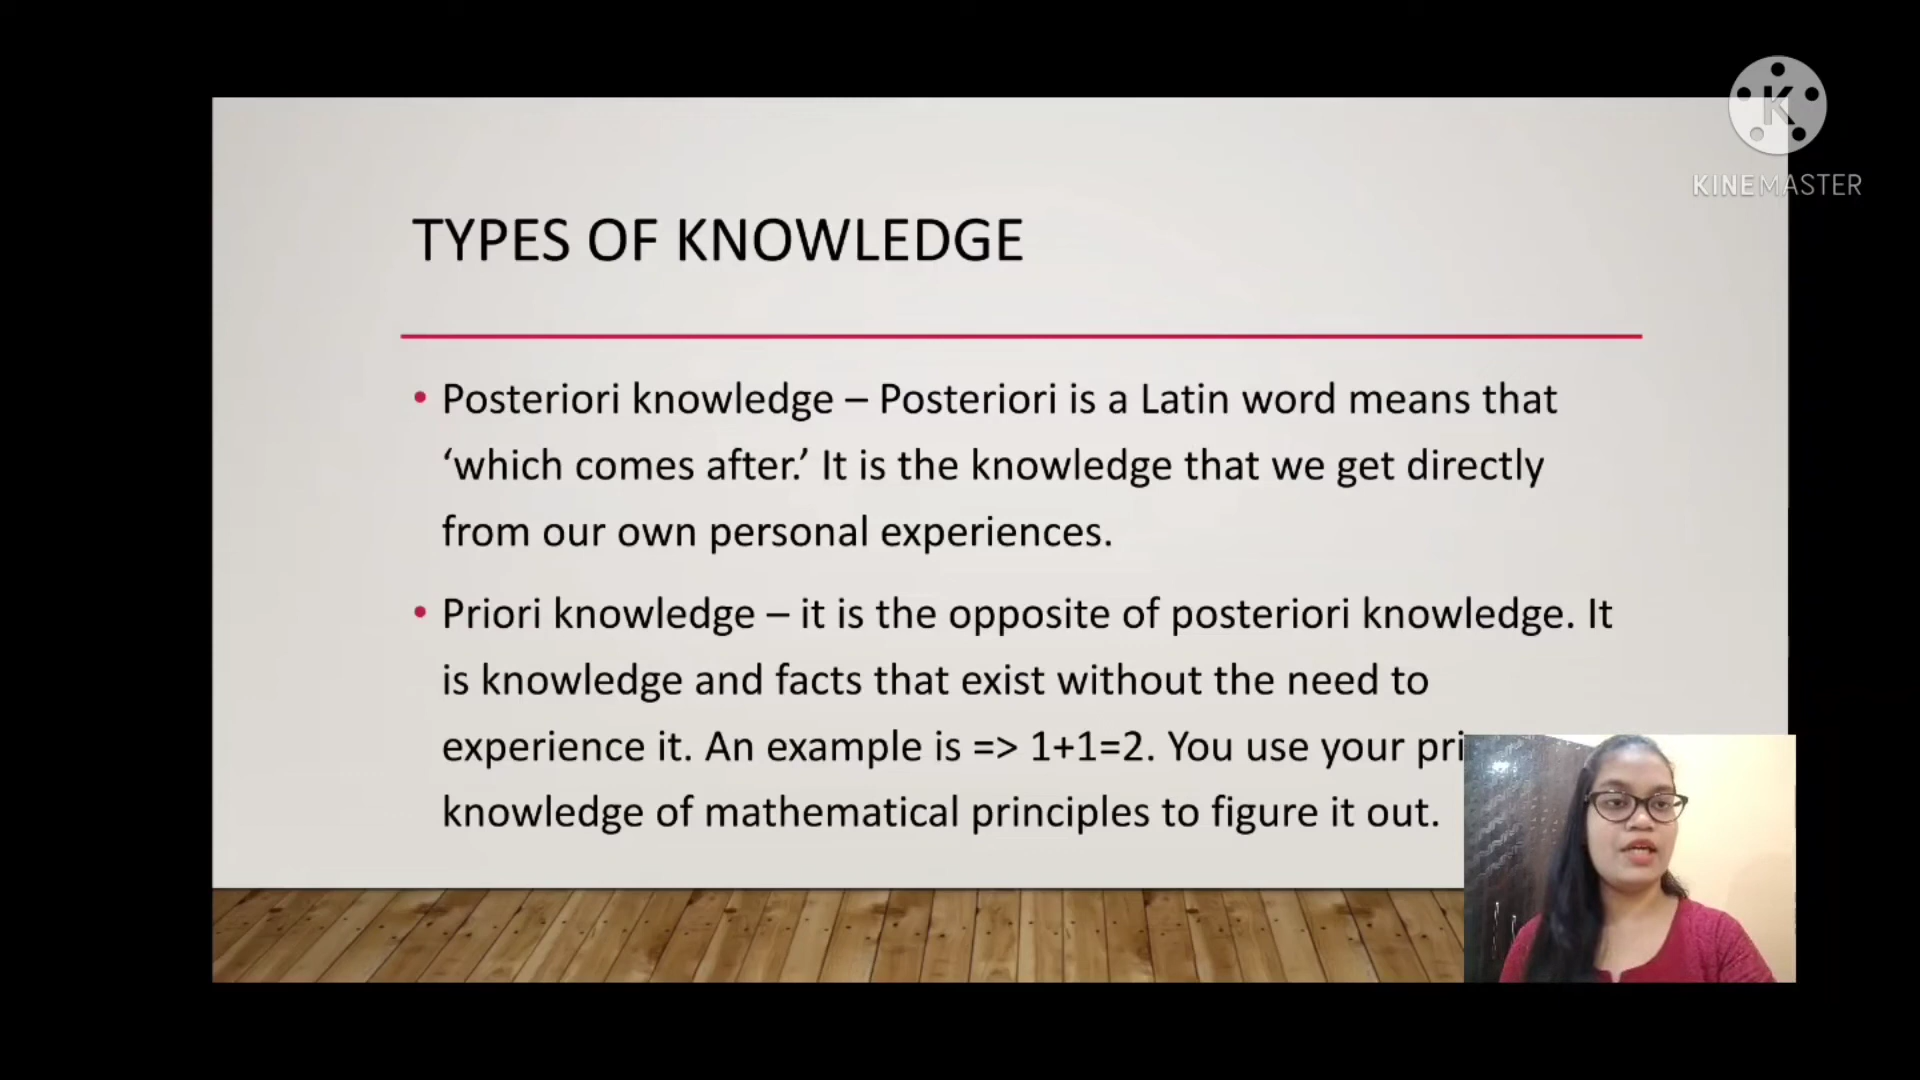 K
KINEMASTER
TYPES OF KNOWLEDGE
• Posteriori knowledge – Posteriori is a Latin word means that
‘which comes after.’ It is the knowledge that we get directly
from our own personal experiences.
• Priori knowledge – it is the opposite of posteriori knowledge. It
is knowledge and facts that exist without the need to
experience it. An example is => 1+1=2. You use your
knowledge of mathematical principles to figure it out.